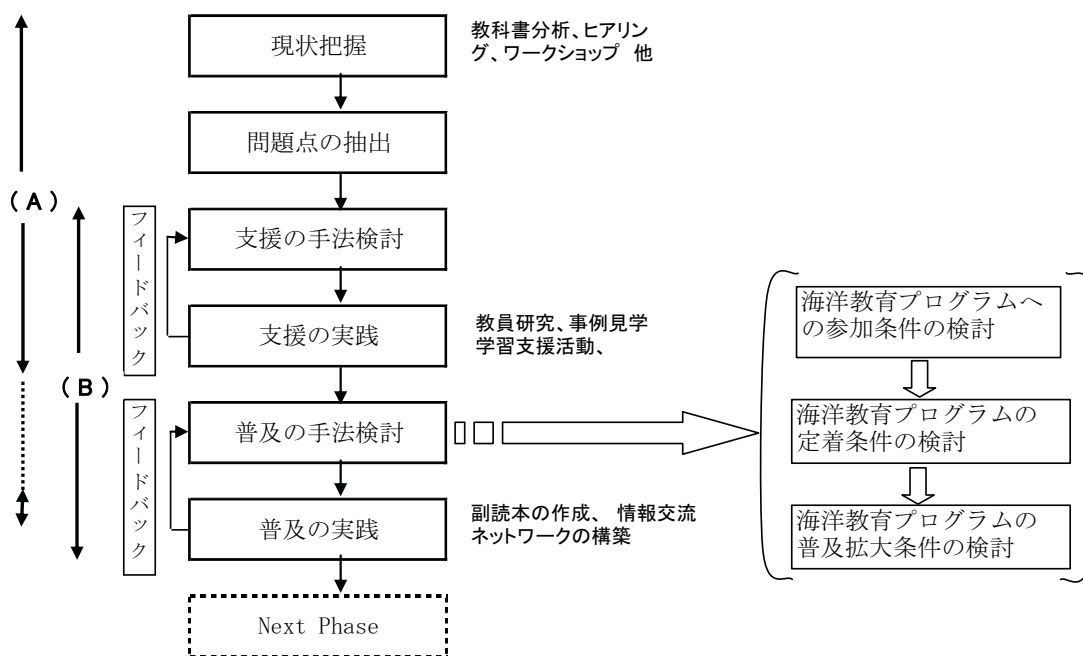 現状把握
教科書分析、ヒアリン
グ、ワークショップ 他
問題点の抽出
(A)
フィードバック
支援の手法検討
支援の実践
教員研究、事例見学
学習支援活動、
(B)
フィードバック
普及の手法検討
普及の実践
副読本の作成、 情報交流
ネットワークの構築
Next Phase
海洋教育プログラムへ
の参加条件の検討
海洋教育プログラムの
定着条件の検討
海洋教育プログラムの
普及拡大条件の検討